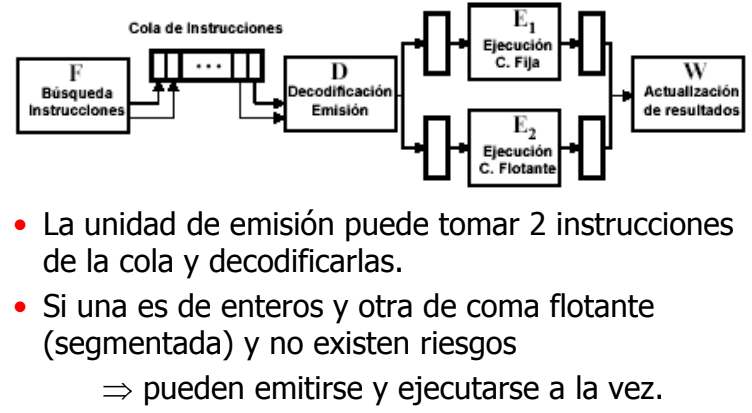 Cola de Instrucciones
F
Búsqueda
Instrucciones
...
D
Decodificación
Emisión
E1
Ejecución
C. Fija
E2
Ejecución
C. Flotante
W
Actualización
de resultados
• La unidad de emisión puede tomar 2 instrucciones
de la cola y decodificarlas.
• Si una es de enteros y otra de coma flotante
(segmentada) y no existen riesgos
⇒ pueden emitirse y ejecutarse a la vez.